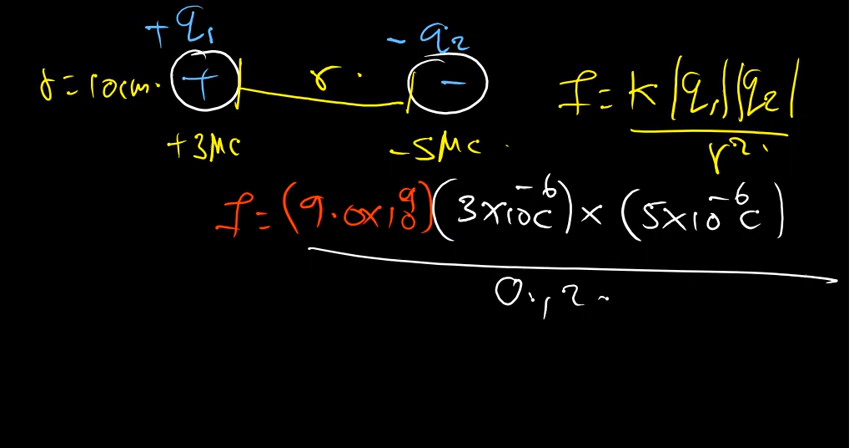 +q₁
-q₂
r=10cm.
+
r.
-
F=K|q₁||q₂|
r².
+3μC
-5μC.
F=(9.0×10⁹)(3×10⁻⁶C)×(5×10⁻⁶C)
0.1²